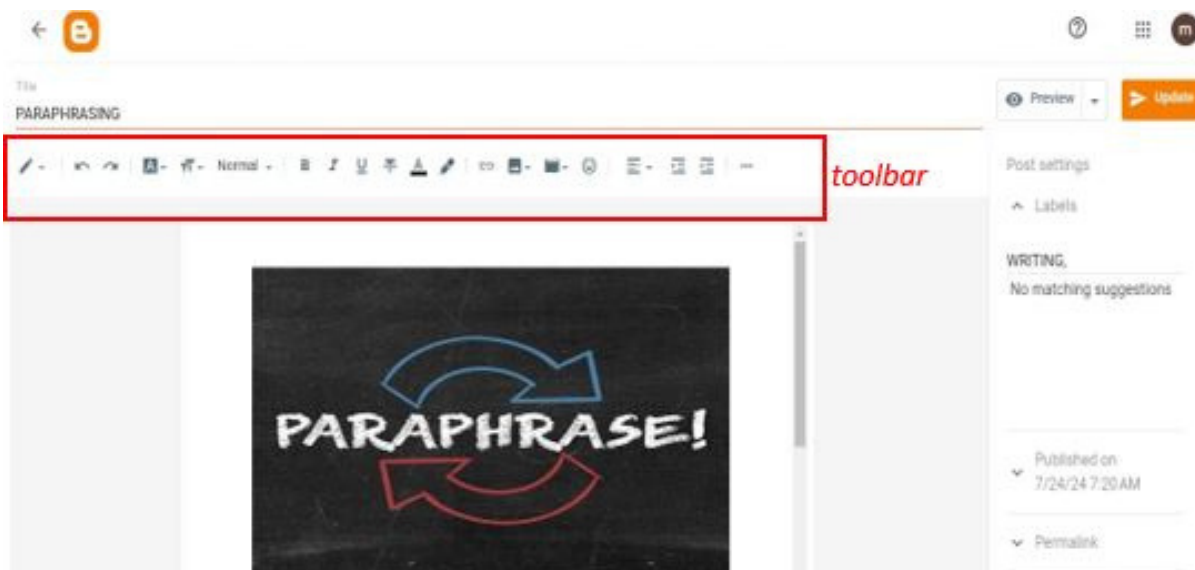 m
Title
PARAPHRASING
Preview
Update
Normal
B I U A
toolbar
Post settings
Labels
WRITING,
No matching suggestions
PARAPHRASE!
Published on
7/24/24 7:20 AM
Permalink